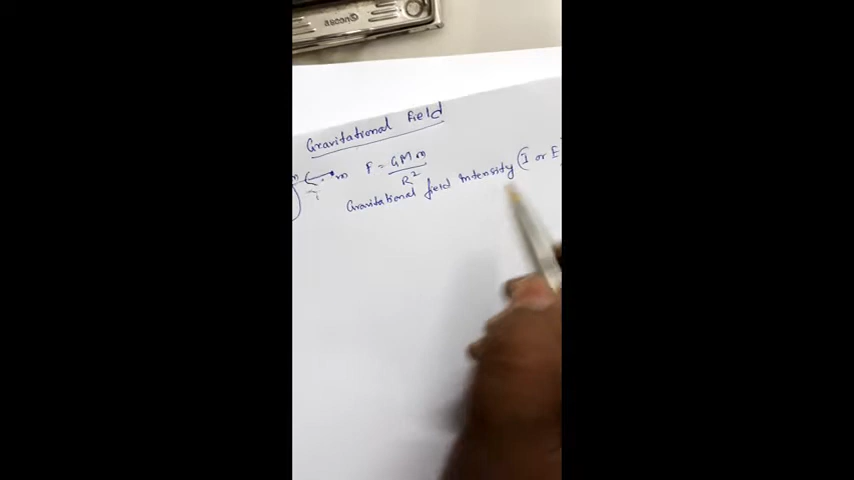 Gravitational Field
m F = GMm/R²
Gravitational field Intensity (I or E